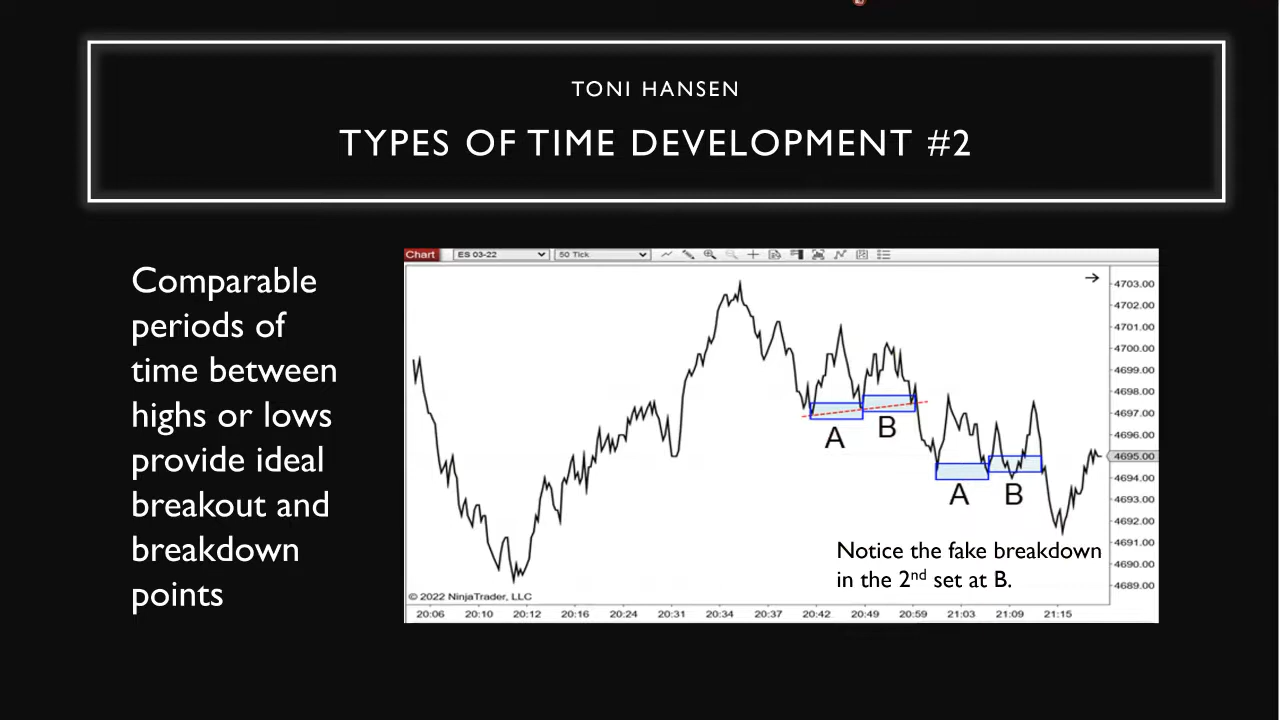 TONI HANSEN
TYPES OF TIME DEVELOPMENT #2
Comparable
periods of
time between
highs or lows
provide ideal
breakout and
breakdown
points
Chart ES 03-22 50 Tick
4703.00
4702.00
4701.00
4700.00
4699.00
4698.00
4697.00
4696.00
4695.00
4694.00
4693.00
4692.00
4691.00
4690.00
4689.00
A B
A B
Notice the fake breakdown
in the 2nd set at B.
© 2022 NinjaTrader, LLC
20:06 20:10 20:12 20:16 20:24 20:31 20:34 20:37 20:42 20:49 20:59 21:03 21:09 21:15